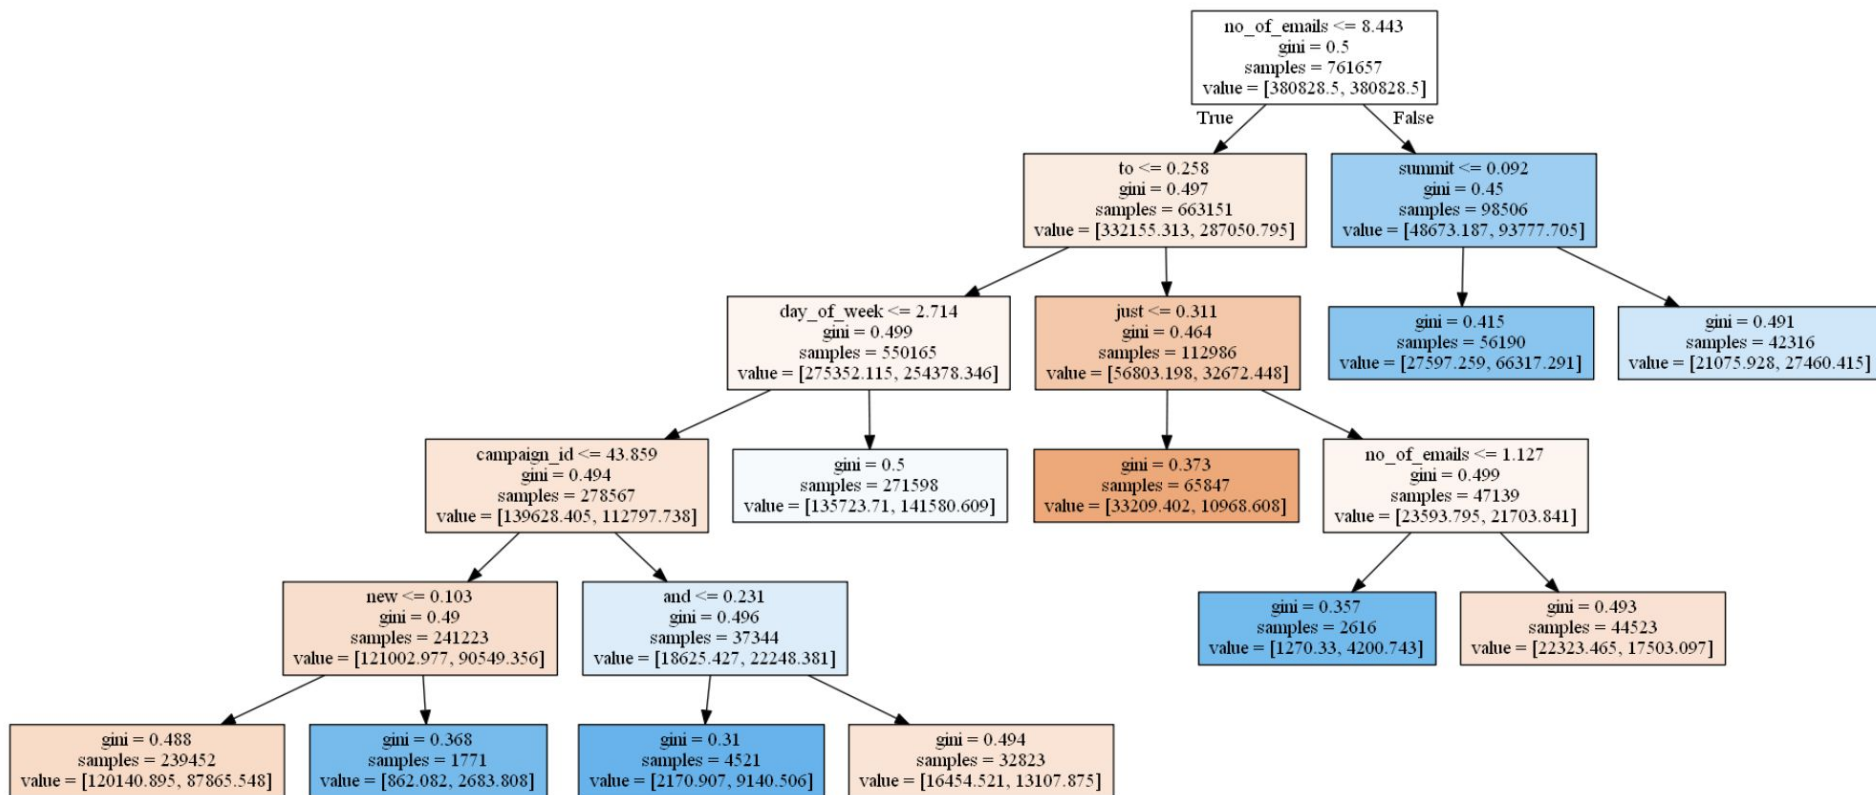 no_of_emails <= 8.443
gini = 0.5
samples = 761657
value = [380828.5, 380828.5]
True
False
to <= 0.258
gini = 0.497
samples = 663151
value = [332155.313, 287050.795]
summit <= 0.092
gini = 0.45
samples = 98506
value = [48673.187, 93777.705]
day_of_week <= 2.714
gini = 0.499
samples = 550165
value = [275352.115, 254378.346]
just <= 0.311
gini = 0.464
samples = 112986
value = [56803.198, 32672.448]
gini = 0.415
samples = 56190
value = [27597.259, 66317.291]
gini = 0.491
samples = 42316
value = [21075.928, 27460.415]
campaign_id <= 43.859
gini = 0.494
samples = 278567
value = [139628.405, 112797.738]
gini = 0.5
samples = 271598
value = [135723.71, 141580.609]
gini = 0.373
samples = 65847
value = [33209.402, 10968.608]
no_of_emails <= 1.127
gini = 0.499
samples = 47139
value = [23593.795, 21703.841]
new <= 0.103
gini = 0.49
samples = 241223
value = [121002.977, 90549.356]
and <= 0.231
gini = 0.496
samples = 37344
value = [18625.427, 22248.381]
gini = 0.357
samples = 2616
value = [1270.33, 4200.743]
gini = 0.493
samples = 44523
value = [22323.465, 17503.097]
gini = 0.488
samples = 239452
value = [120140.895, 87865.548]
gini = 0.368
samples = 1771
value = [862.082, 2683.808]
gini = 0.31
samples = 4521
value = [2170.907, 9140.506]
gini = 0.494
samples = 32823
value = [16454.521, 13107.875]